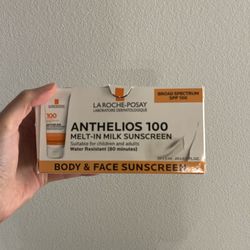 LA ROCHE-POSAY
LABORATOIRE DERMATOLOGIQUE
BROAD SPECTRUM
SPF 100
100
ANTHELIOS 100
MELT-IN MILK SUNSCREEN
Suitable for children and adults
Water Resistant (80 minutes)
BODY & FACE SUNSCREEN